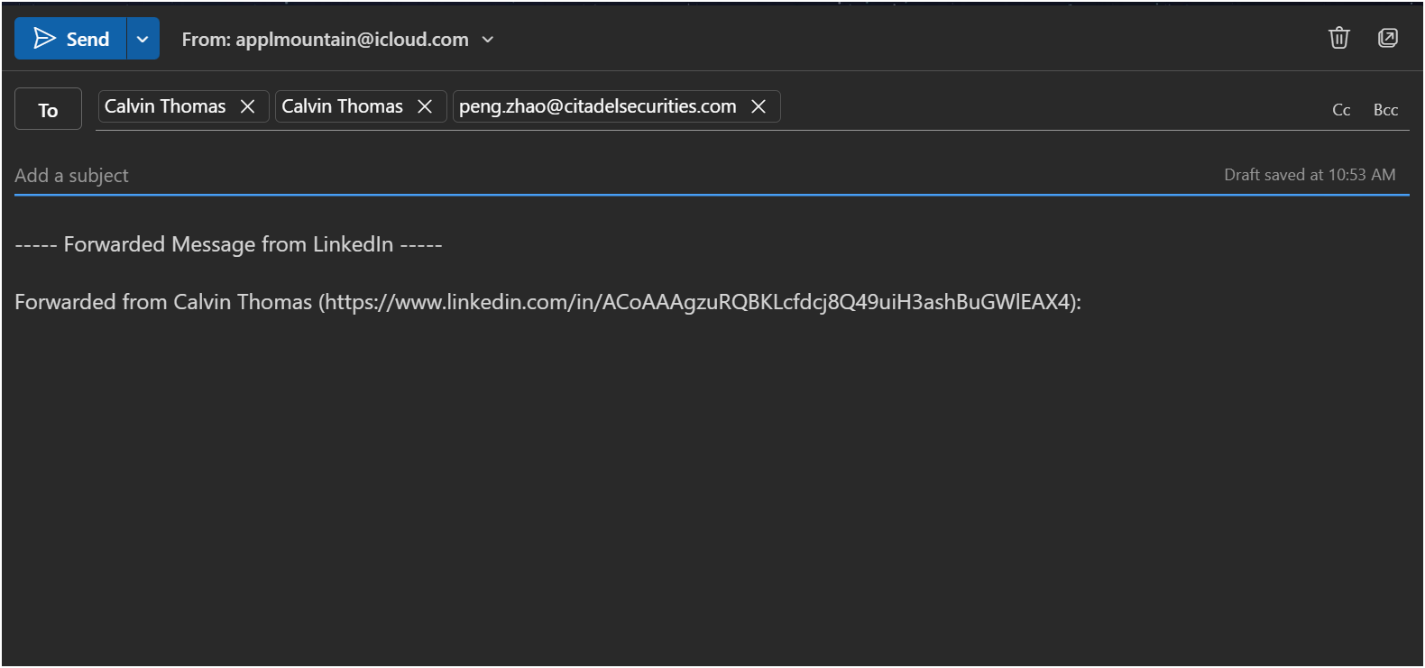 Send From: applmountain@icloud.com
To Calvin Thomas Calvin Thomas peng.zhao@citadelsecurities.com Cc Bcc
Add a subject Draft saved at 10:53 AM
----- Forwarded Message from LinkedIn -----
Forwarded from Calvin Thomas (https://www.linkedin.com/in/ACoAAAgzuRQBKLcfdcj8Q49uiH3ashBuGWlEAX4):